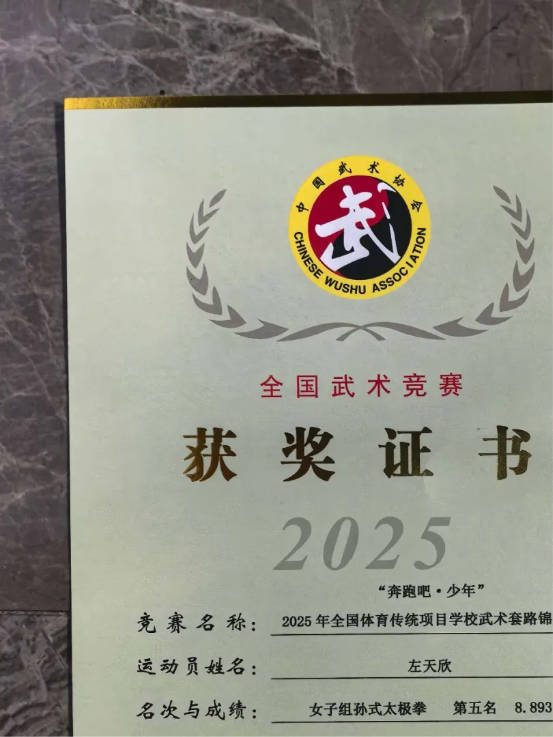 中国武术协会
CHINESE WUSHU ASSOCIATION
武
全国武术竞赛
获奖证书
2025
“奔跑吧·少年”
竞赛名称: 2025年全国体育传统项目学校武术套路锦
运动员姓名: 左天欣
名次与成绩: 女子组孙式太极拳 第五名 8.893